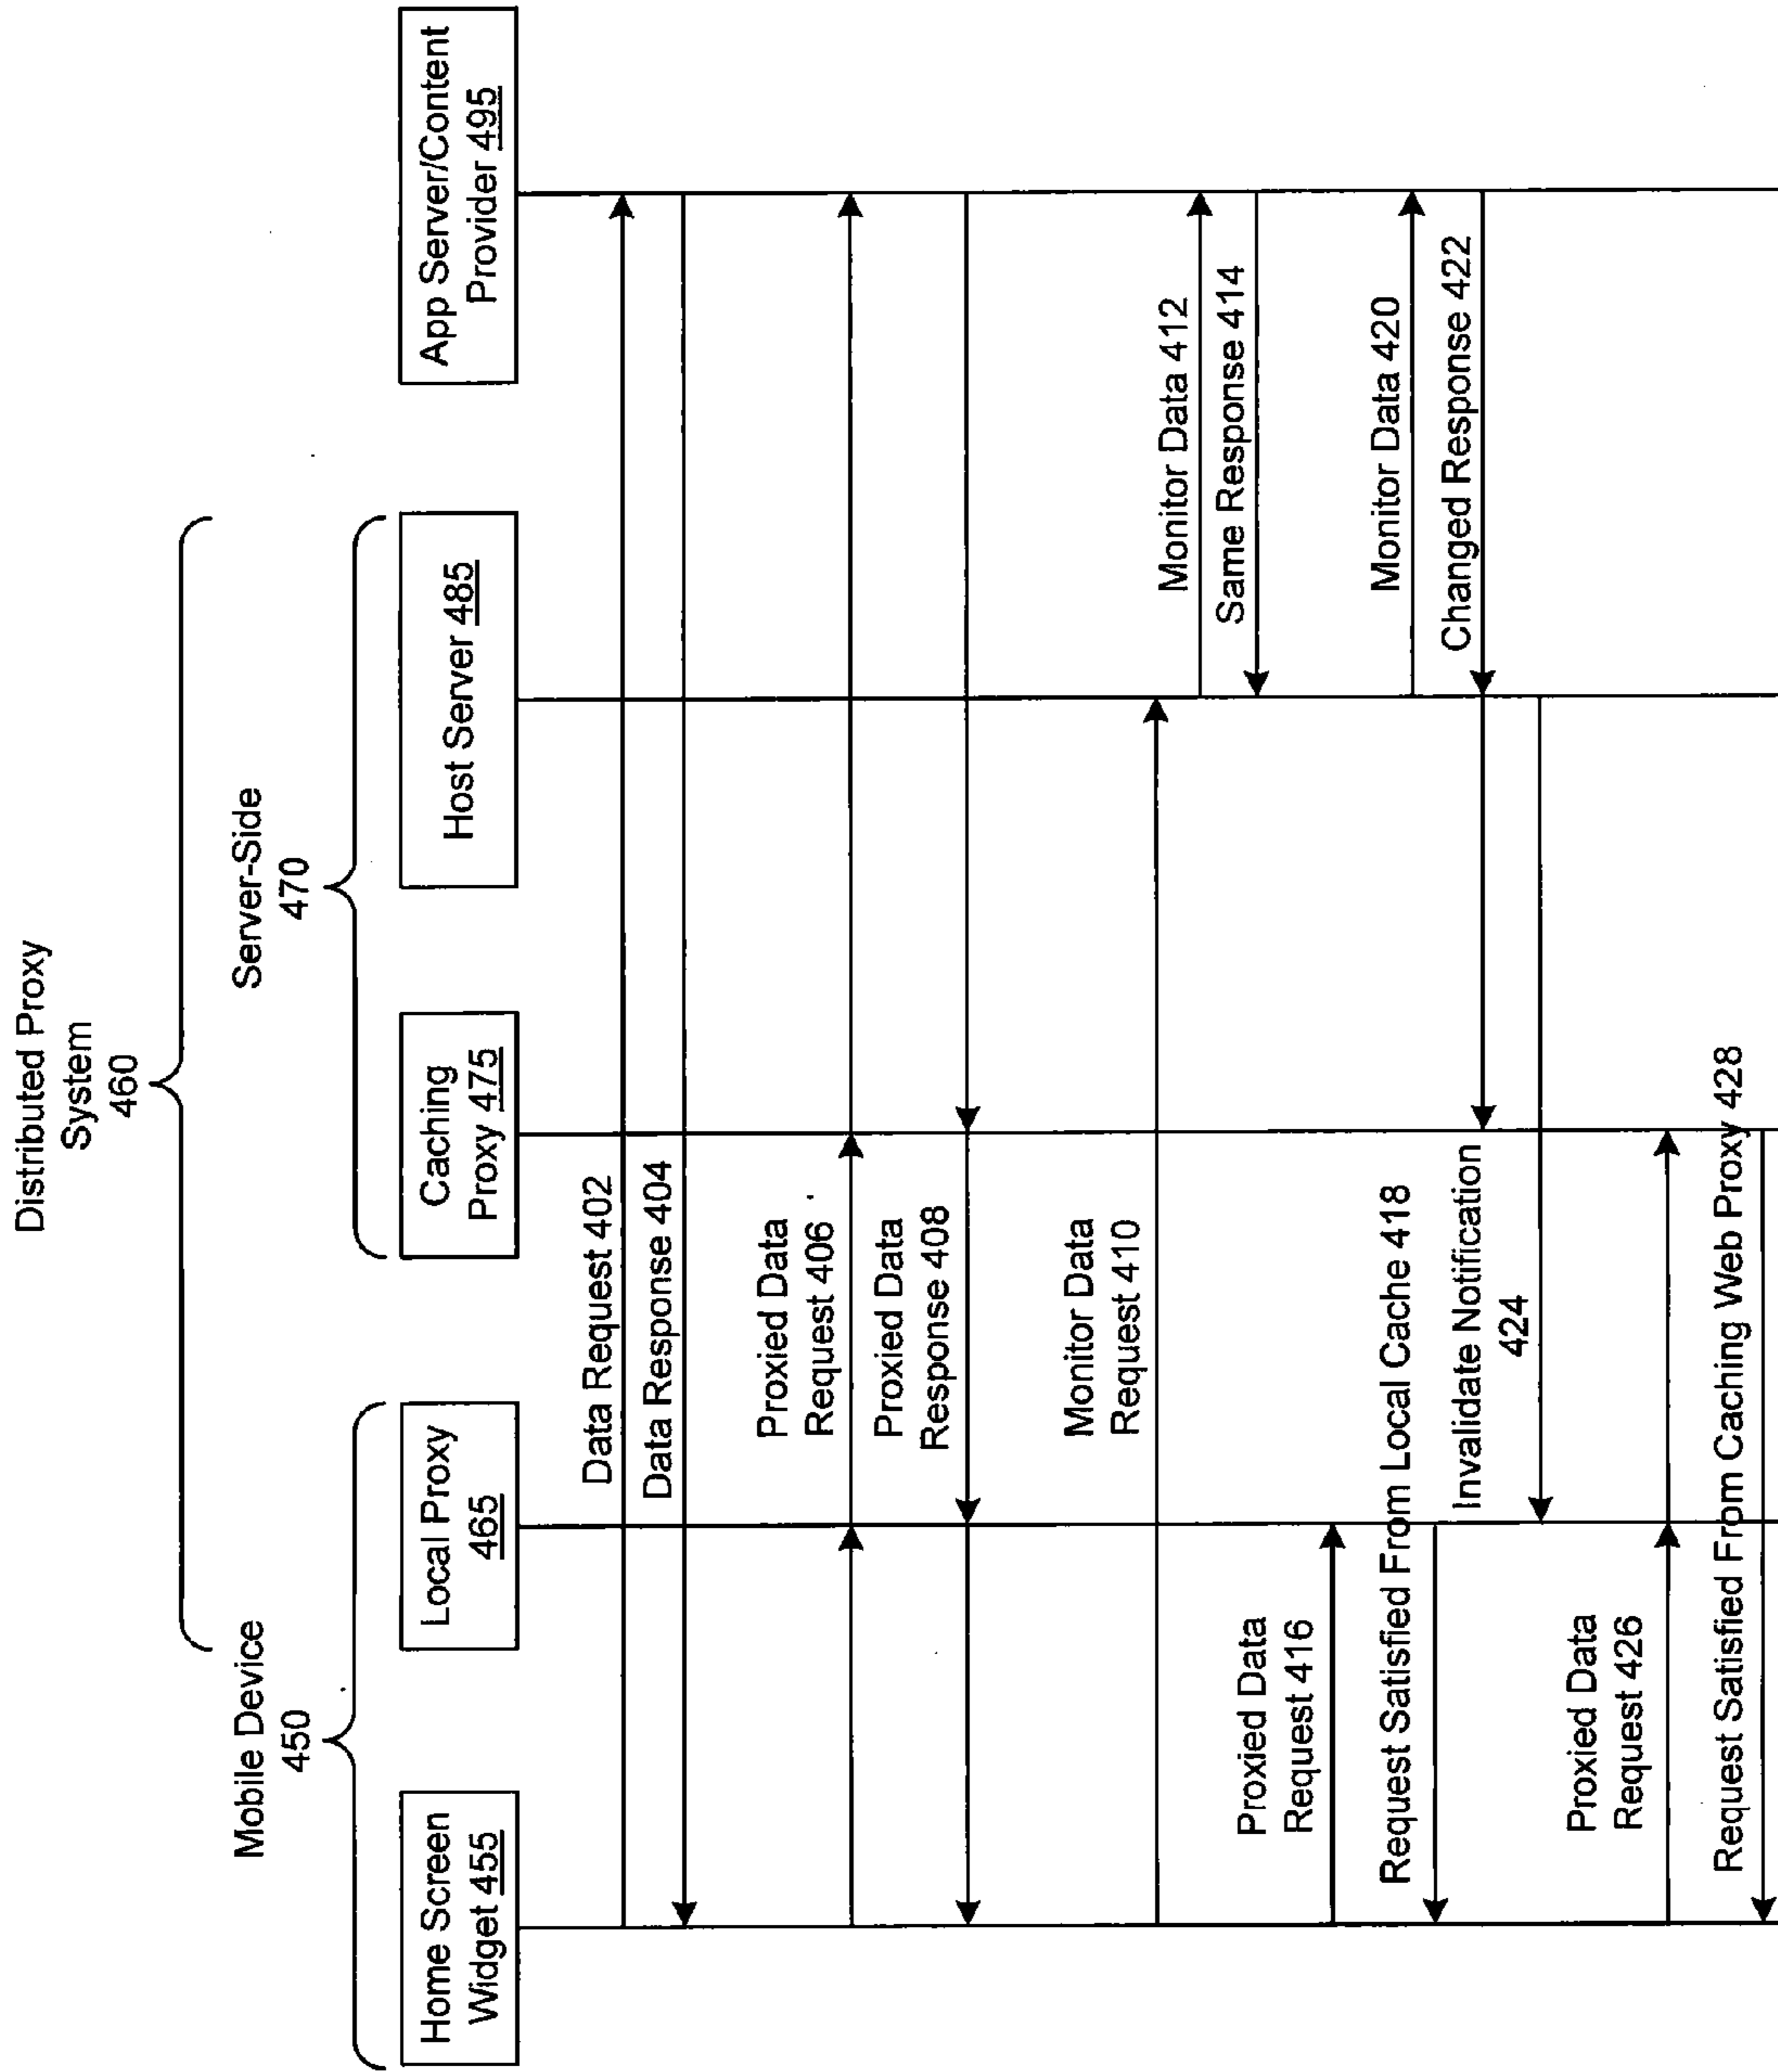 Distributed Proxy
System
460
Mobile Device
450
Server-Side
470
Home Screen
Widget 455
Local Proxy
465
Caching
Proxy 475
Host Server 485
App Server/Content
Provider 495
Data Request 402
Data Response 404
Proxied Data
Request 406
Proxied Data
Response 408
Monitor Data
Request 410
Monitor Data 412
Same Response 414
Proxied Data
Request 416
Request Satisfied From Local Cache 418
Monitor Data 420
Changed Response 422
Invalidate Notification
424
Proxied Data
Request 426
Request Satisfied From Caching Web Proxy 428